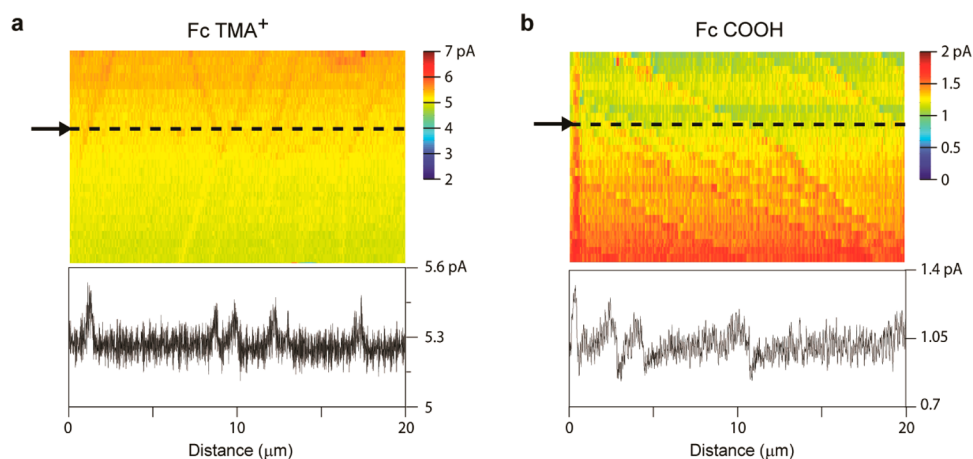 a
Fc TMA⁺
7 pA
6
5
4
3
2
5.6 pA
5.3
5
0
10
20
Distance (μm)
b
Fc COOH
2 pA
1.5
1
0.5
0
1.4 pA
1.05
0.7
0
10
20
Distance (μm)